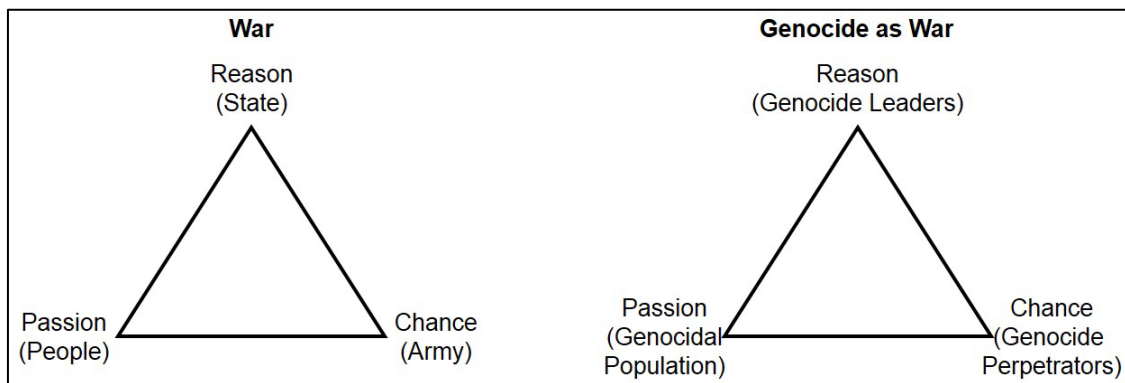 War
Reason
(State)
Passion
(People)
Chance
(Army)
Genocide as War
Reason
(Genocide Leaders)
Passion
(Genocidal
Population)
Chance
(Genocide
Perpetrators)